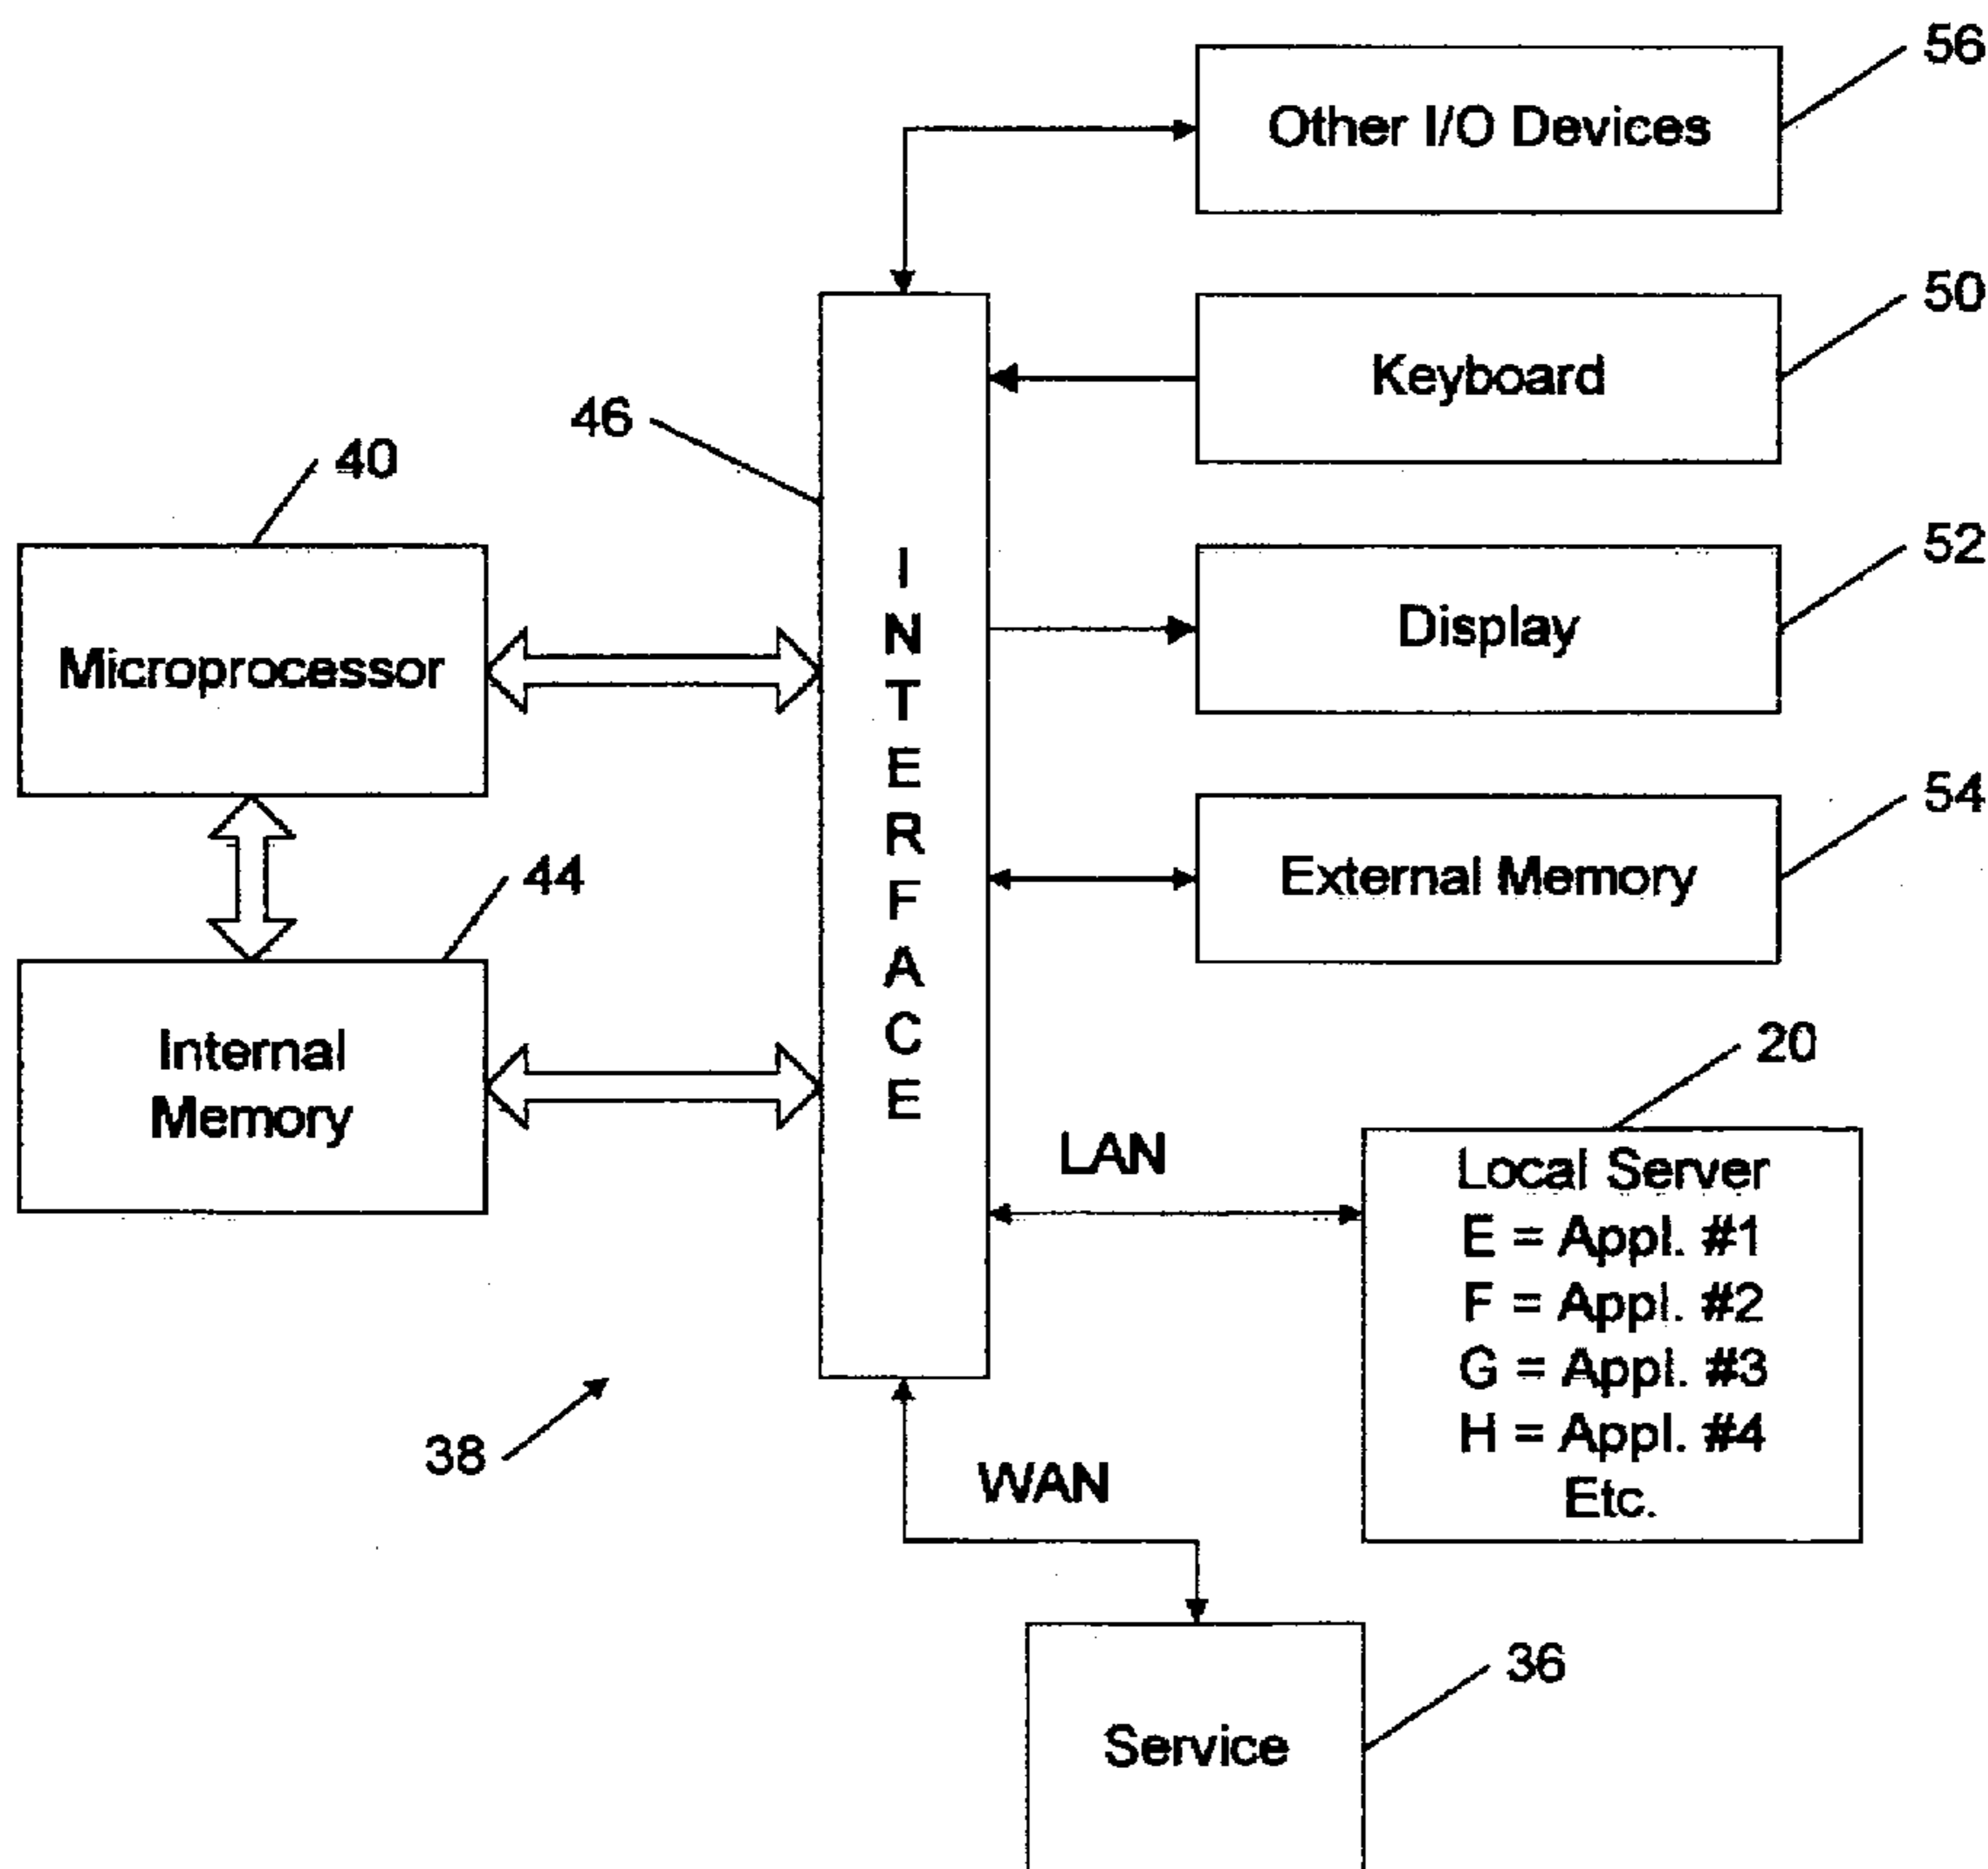 56
Other I/O Devices
50
Keyboard
46
40
52
Microprocessor
INTERFACE
Display
54
44
External Memory
Internal
Memory
20
LAN
Local Server
E = Appl. #1
F = Appl. #2
G = Appl. #3
H = Appl. #4
Etc.
38
WAN
36
Service